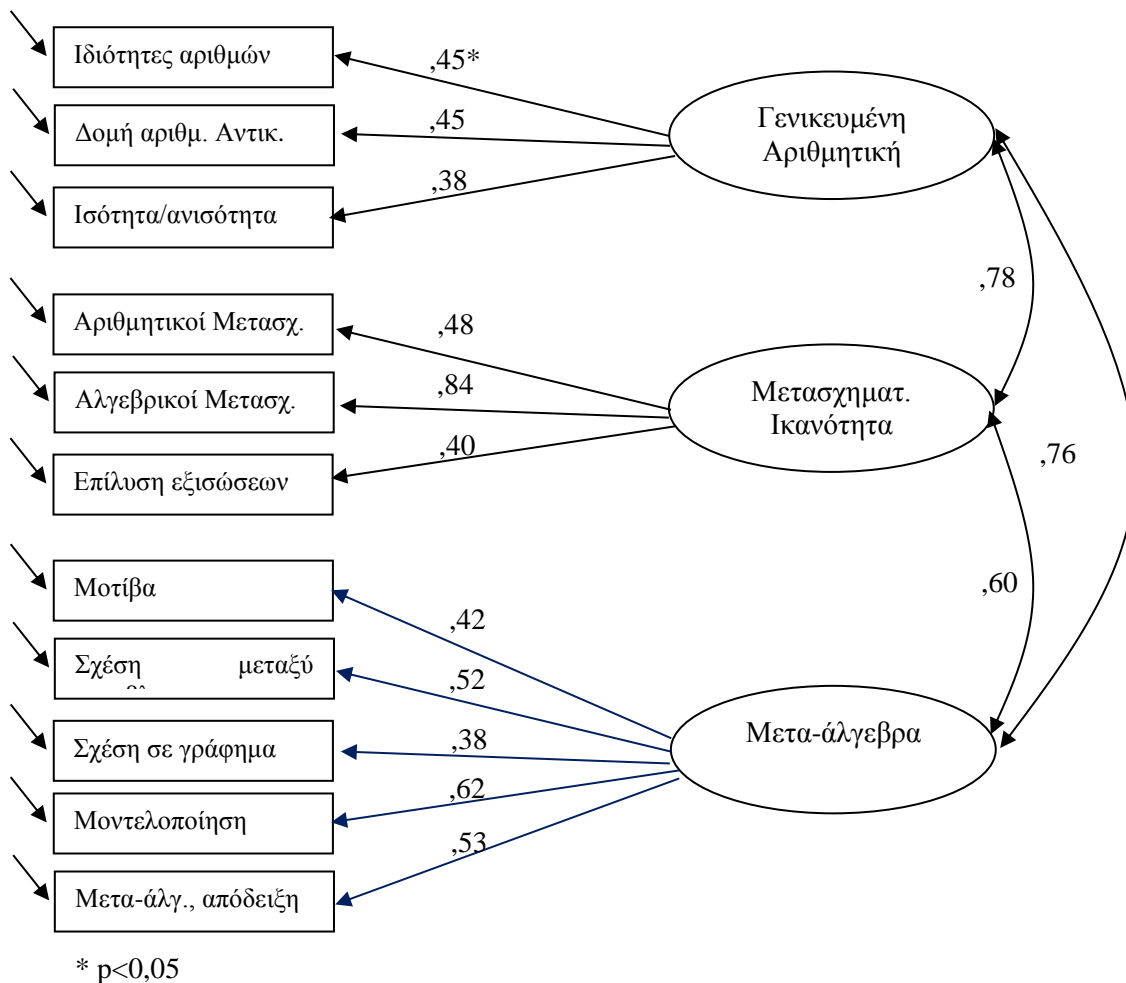 Ιδιότητες αριθμών
,45*
Δομή αριθμ. Αντικ.
,45
Γενικευμένη
Αριθμητική
Ισότητα/ανισότητα
,38
,78
Αριθμητικοί Μετασχ.
,48
Αλγεβρικοί Μετασχ.
,84
Μετασχηματ.
Ικανότητα
Επίλυση εξισώσεων
,40
,76
Μοτίβα
,42
,60
Σχέση μεταξύ
,52
Σχέση σε γράφημα
,38
Μετα-άλγεβρα
Μοντελοποίηση
,62
Μετα-άλγ., απόδειξη
,53
* p<0,05